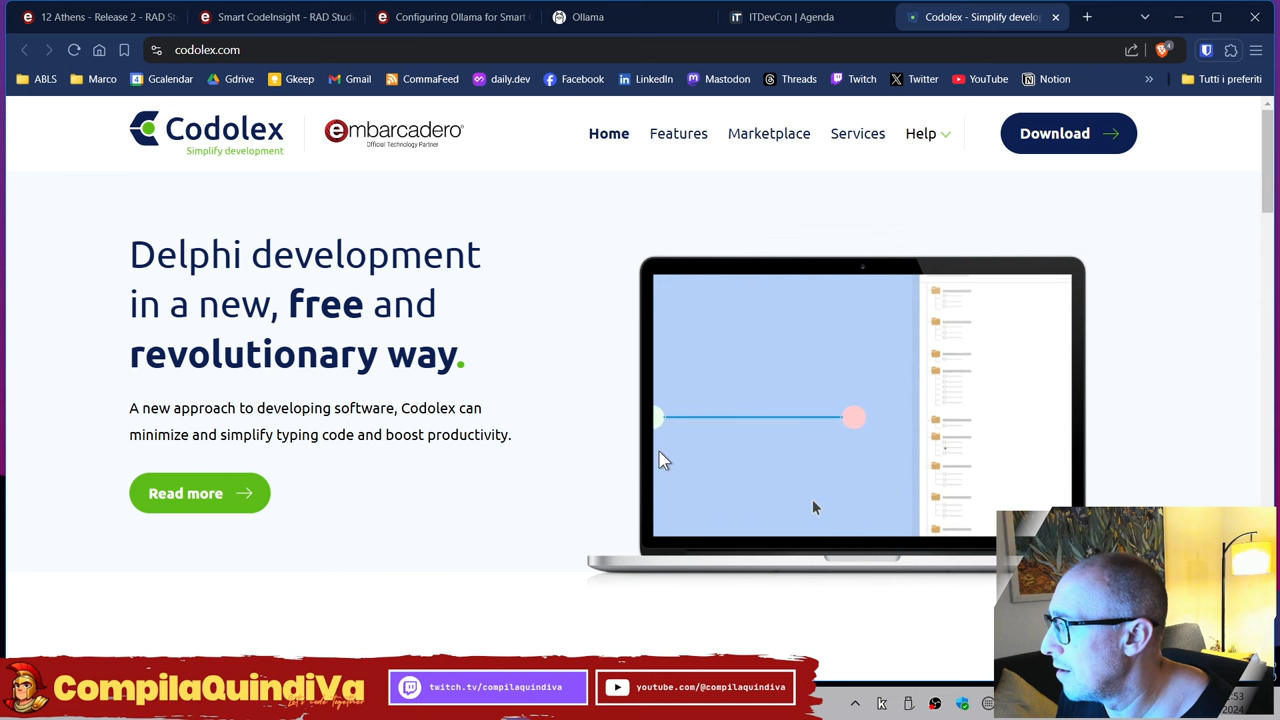 12 Athens - Release 2 - RAD St
Smart CodeInsight - RAD Studi
Configuring Ollama for Smart
Ollama
ITDevCon | Agenda
Codolex - Simplify develo
codolex.com
4
ABLS
Marco
Gcalendar
Gdrive
Gkeep
Gmail
CommaFeed
daily.dev
Facebook
LinkedIn
Mastodon
Threads
Twitch
Twitter
YouTube
Notion
»
Tutti i preferiti
Codolex
Simplify development
embarcadero®
Official Technology Partner
Home
Features
Marketplace
Services
Help
Download
Delphi development
in a new, free and
revolutionary way.
A new approach to developing software, Codolex can
minimize and simplify typing code and boost productivity.
Read more
CompilaQuindiVa
Let's Code Together
twitch.tv/compilaquindiva
youtube.com/@compilaquindiva